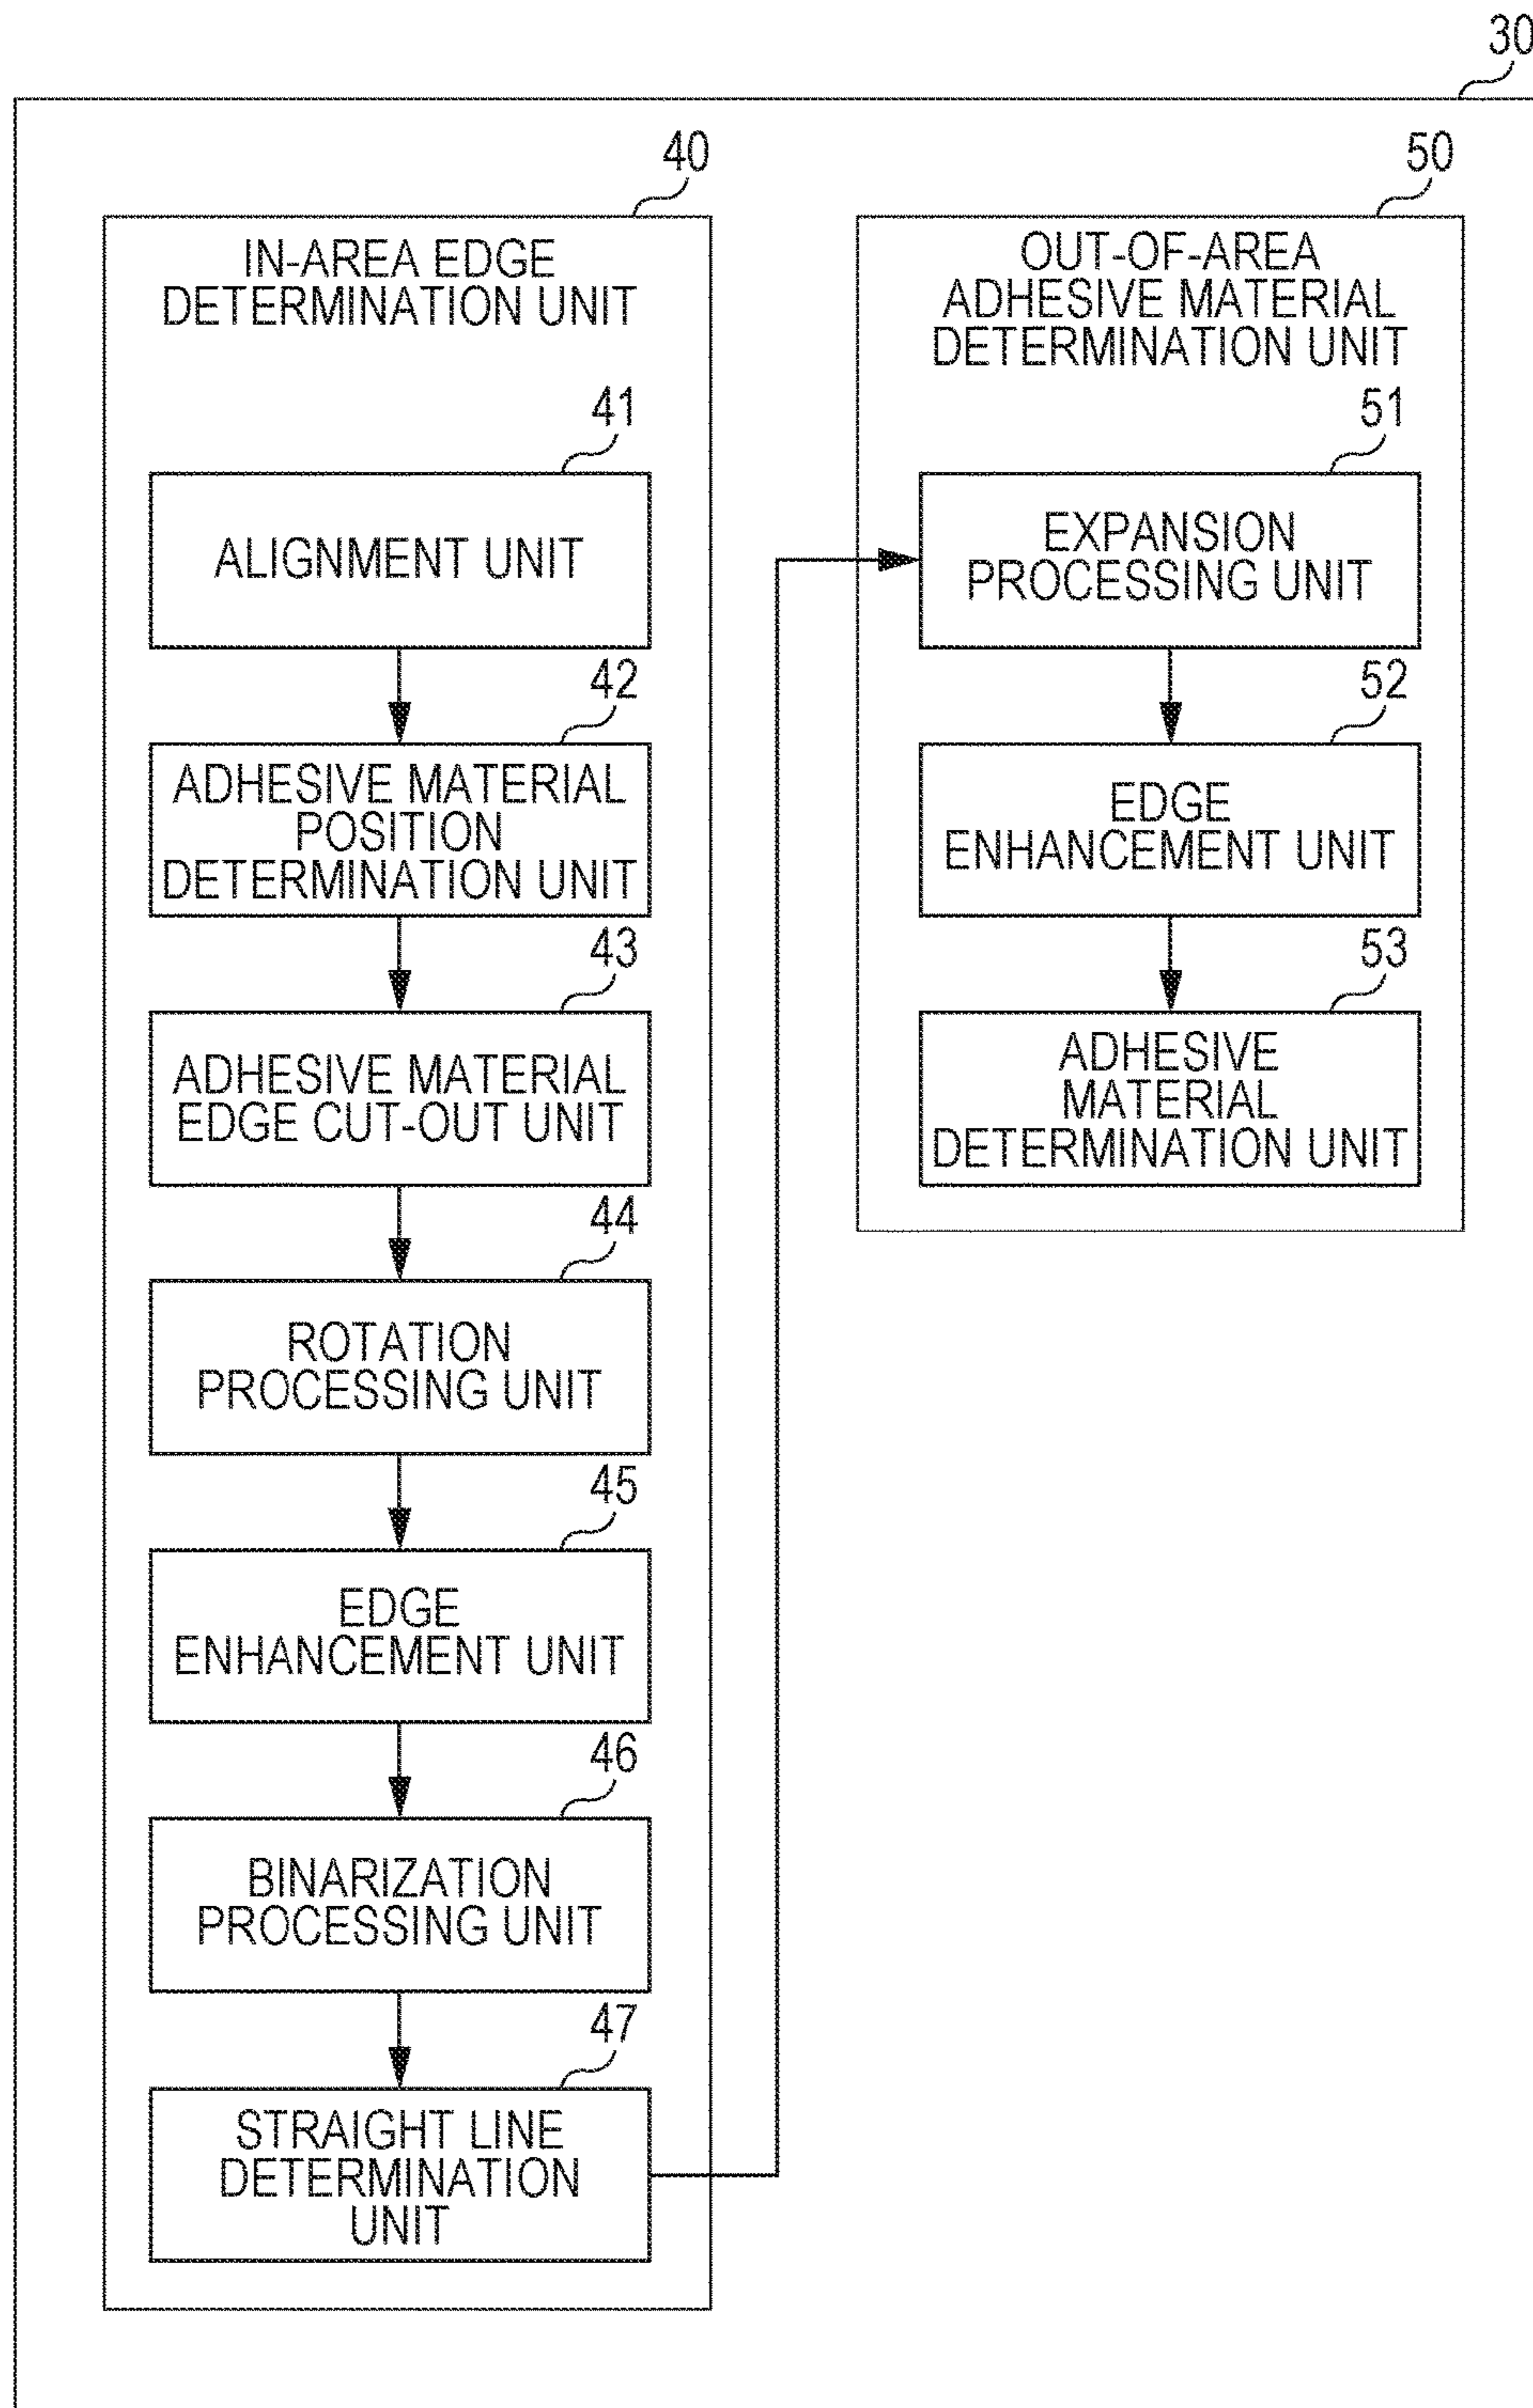 30
40
IN-AREA EDGE
DETERMINATION UNIT
41
ALIGNMENT UNIT
42
ADHESIVE MATERIAL
POSITION
DETERMINATION UNIT
43
ADHESIVE MATERIAL
EDGE CUT-OUT UNIT
44
ROTATION
PROCESSING UNIT
45
EDGE
ENHANCEMENT UNIT
46
BINARIZATION
PROCESSING UNIT
47
STRAIGHT LINE
DETERMINATION
UNIT
50
OUT-OF-AREA
ADHESIVE MATERIAL
DETERMINATION UNIT
51
EXPANSION
PROCESSING UNIT
52
EDGE
ENHANCEMENT UNIT
53
ADHESIVE
MATERIAL
DETERMINATION UNIT